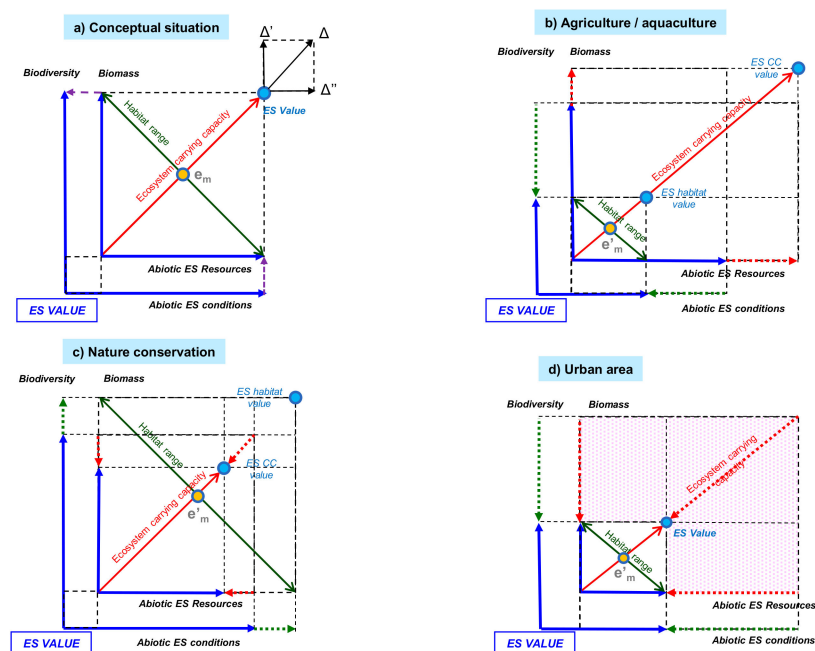 a) Conceptual situation
Δ'
Δ
Biodiversity
Biomass
Δ"
ES Value
Habitat range
Ecosystem carrying capacity
em
Abiotic ES Resources
Abiotic ES conditions
ES VALUE
b) Agriculture / aquaculture
Biodiversity
Biomass
ES CC
value
Ecosystem carrying capacity
ES habitat
value
Habitat range
e'm
Abiotic ES Resources
Abiotic ES conditions
ES VALUE
c) Nature conservation
Biodiversity
Biomass
ES habitat
value
Habitat range
ES CC
value
Ecosystem carrying capacity
e'm
Abiotic ES Resources
Abiotic ES conditions
ES VALUE
d) Urban area
Biodiversity
Biomass
Ecosystem carrying
capacity
ES Value
Habitat range
e'm
Abiotic ES Resources
Abiotic ES conditions
ES VALUE